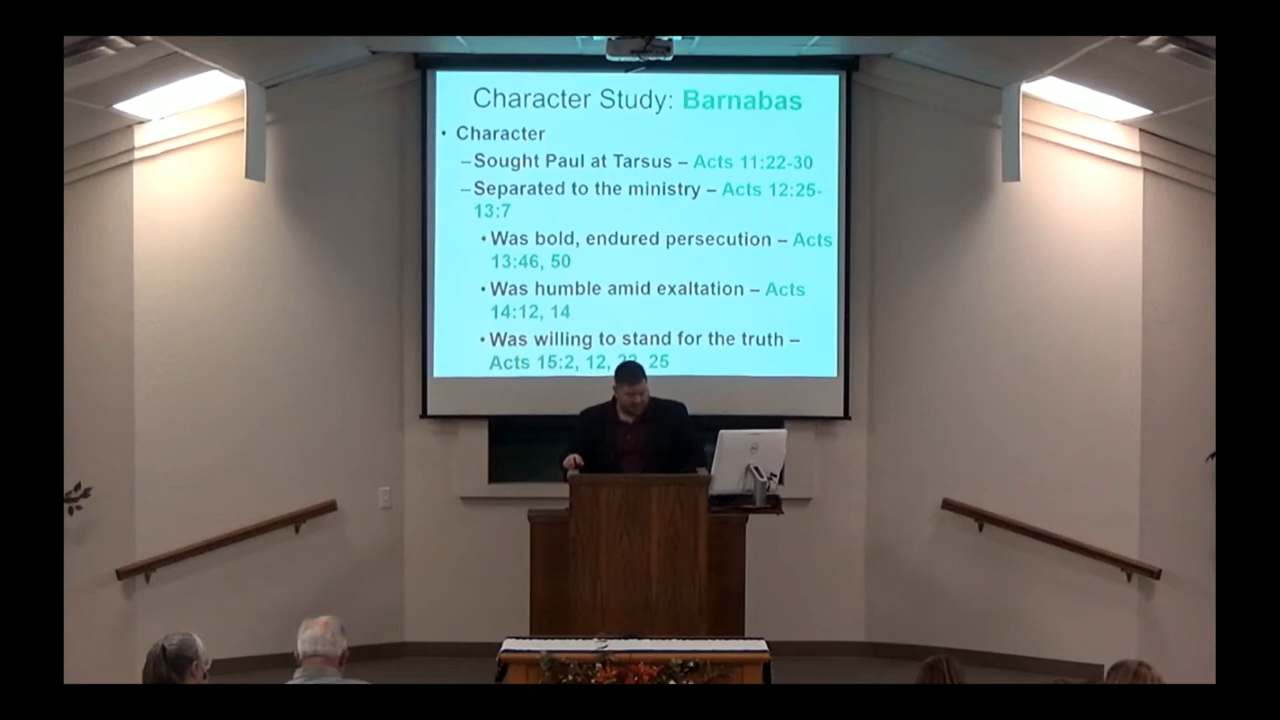 Character Study: Barnabas
• Character
–Sought Paul at Tarsus – Acts 11:22-30
–Separated to the ministry – Acts 12:25-
13:7
•Was bold, endured persecution – Acts
13:46, 50
•Was humble amid exaltation – Acts
14:12, 14
•Was willing to stand for the truth –
Acts 15:2, 12, 25